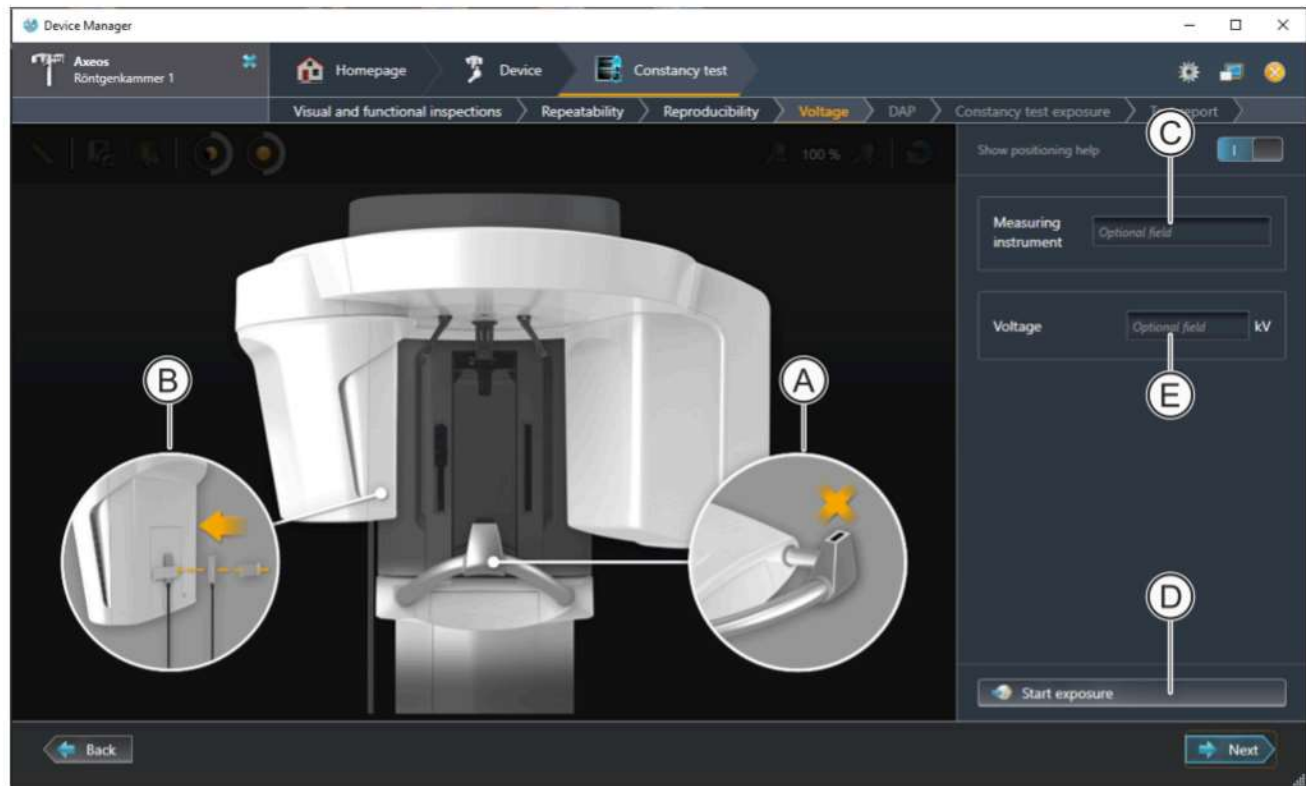 Device Manager
Axeos
Röntgenkammer 1
Homepage
Device
Constancy test
Visual and functional inspections
Repeatability
Reproducibility
Voltage
DAP
Constancy test exposure
100 %
Show positioning help
I
C
Measuring
instrument
Optional field
Voltage
Optional field
kV
E
B
A
D
Start exposure
Back
Next